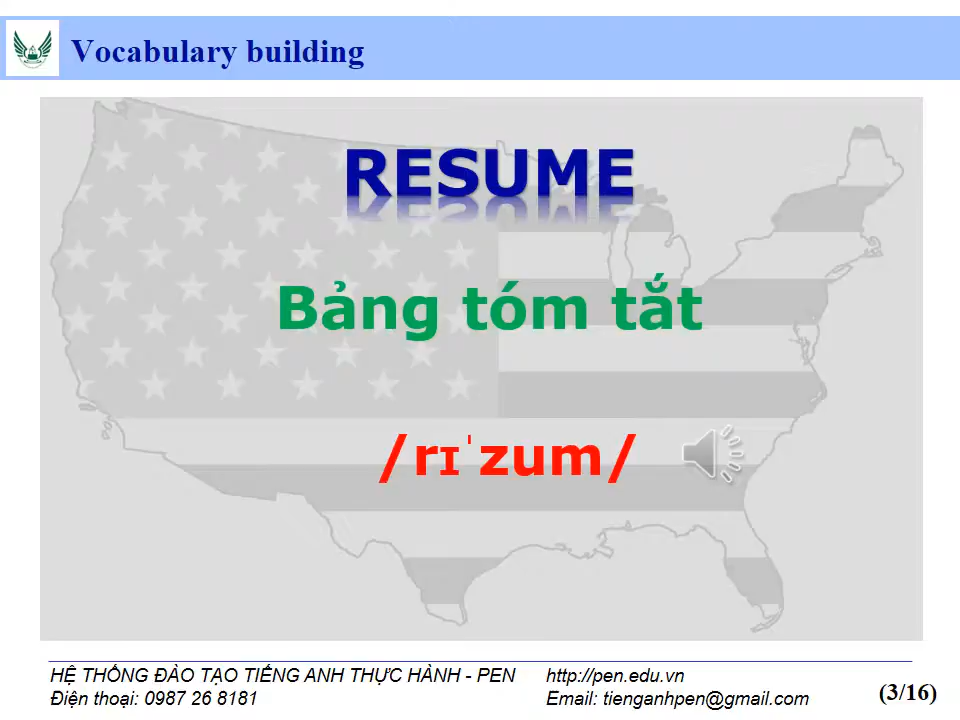 Vocabulary building
RESUME
Bảng tóm tắt
/rɪˈzum/
HỆ THỐNG ĐÀO TẠO TIẾNG ANH THỰC HÀNH - PEN
http://pen.edu.vn
Điện thoại: 0987 26 8181
Email: tienganhpen@gmail.com
(3/16)